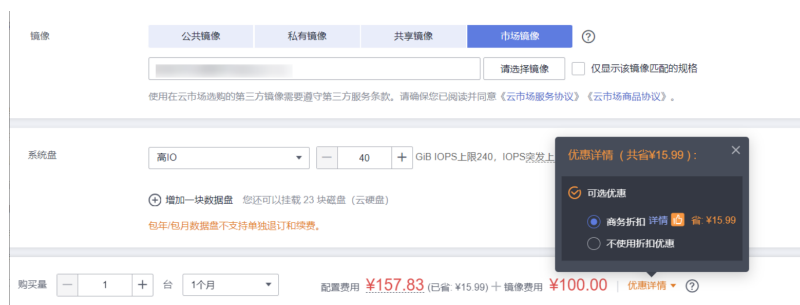 镜像 公共镜像 私有镜像 共享镜像 市场镜像 ?
请选择镜像 仅显示该镜像匹配的规格
使用在云市场选购的第三方镜像需要遵守第三方服务条款。请确保您已阅读并同意《云市场服务协议》《云市场商品协议》。
系统盘 高IO − 40 + GiB IOPS上限240，IOPS突发上
增加一块数据盘 您还可以挂载 23 块磁盘（云硬盘）
包年/包月数据盘不支持单独退订和续费。
优惠详情（共省¥15.99）: ×
可选优惠
商务折扣 详情 省: ¥15.99
不使用折扣优惠
购买量 − 1 + 台 1个月 配置费用 ¥157.83 (已省: ¥15.99) + 镜像费用 ¥100.00 | 优惠详情 ?